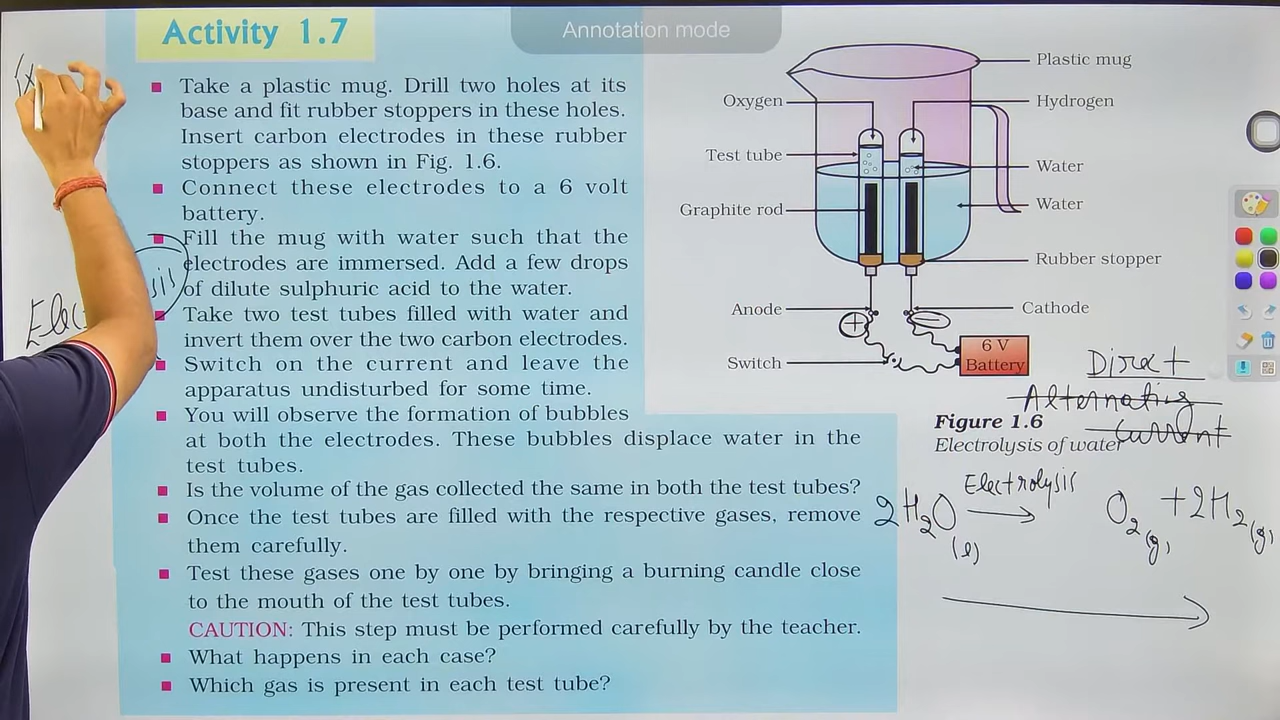 Activity 1.7
Annotation mode
Take a plastic mug. Drill two holes at its
base and fit rubber stoppers in these holes.
Insert carbon electrodes in these rubber
stoppers as shown in Fig. 1.6.
Connect these electrodes to a 6 volt
battery.
Fill the mug with water such that the
electrodes are immersed. Add a few drops
of dilute sulphuric acid to the water.
Take two test tubes filled with water and
invert them over the two carbon electrodes.
Switch on the current and leave the
apparatus undisturbed for some time.
You will observe the formation of bubbles
at both the electrodes. These bubbles displace water in the
test tubes.
Is the volume of the gas collected the same in both the test tubes?
Once the test tubes are filled with the respective gases, remove
them carefully.
Test these gases one by one by bringing a burning candle close
to the mouth of the test tubes.
CAUTION: This step must be performed carefully by the teacher.
What happens in each case?
Which gas is present in each test tube?
Plastic mug
Oxygen
Hydrogen
Test tube
Water
Graphite rod
Water
Rubber stopper
Anode
Cathode
+
−
Switch
6 V
Battery
Direct
Alternating
current
Figure 1.6
Electrolysis of water
Electrolysis
2H₂O(l) → O₂(g) + 2H₂(g)